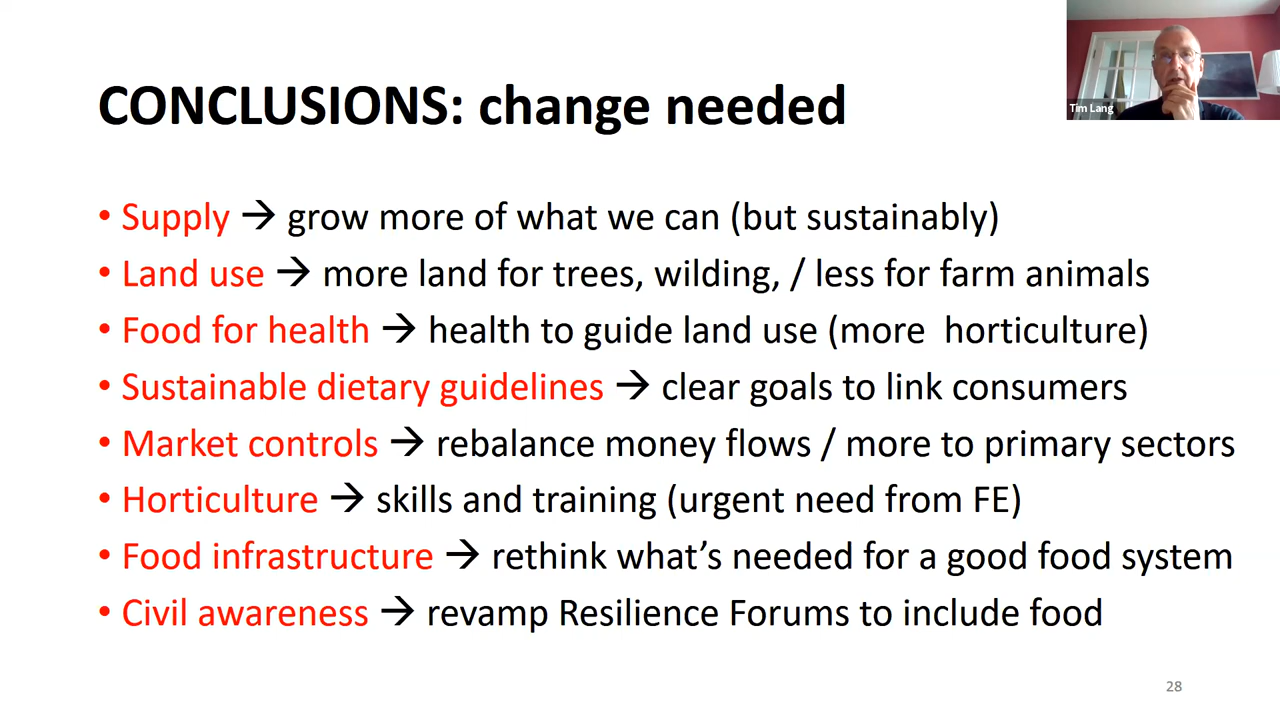 CONCLUSIONS: change needed
Tim Lang
• Supply → grow more of what we can (but sustainably)
• Land use → more land for trees, wilding, / less for farm animals
• Food for health → health to guide land use (more  horticulture)
• Sustainable dietary guidelines → clear goals to link consumers
• Market controls → rebalance money flows / more to primary sectors
• Horticulture → skills and training (urgent need from FE)
• Food infrastructure → rethink what’s needed for a good food system
• Civil awareness → revamp Resilience Forums to include food
28